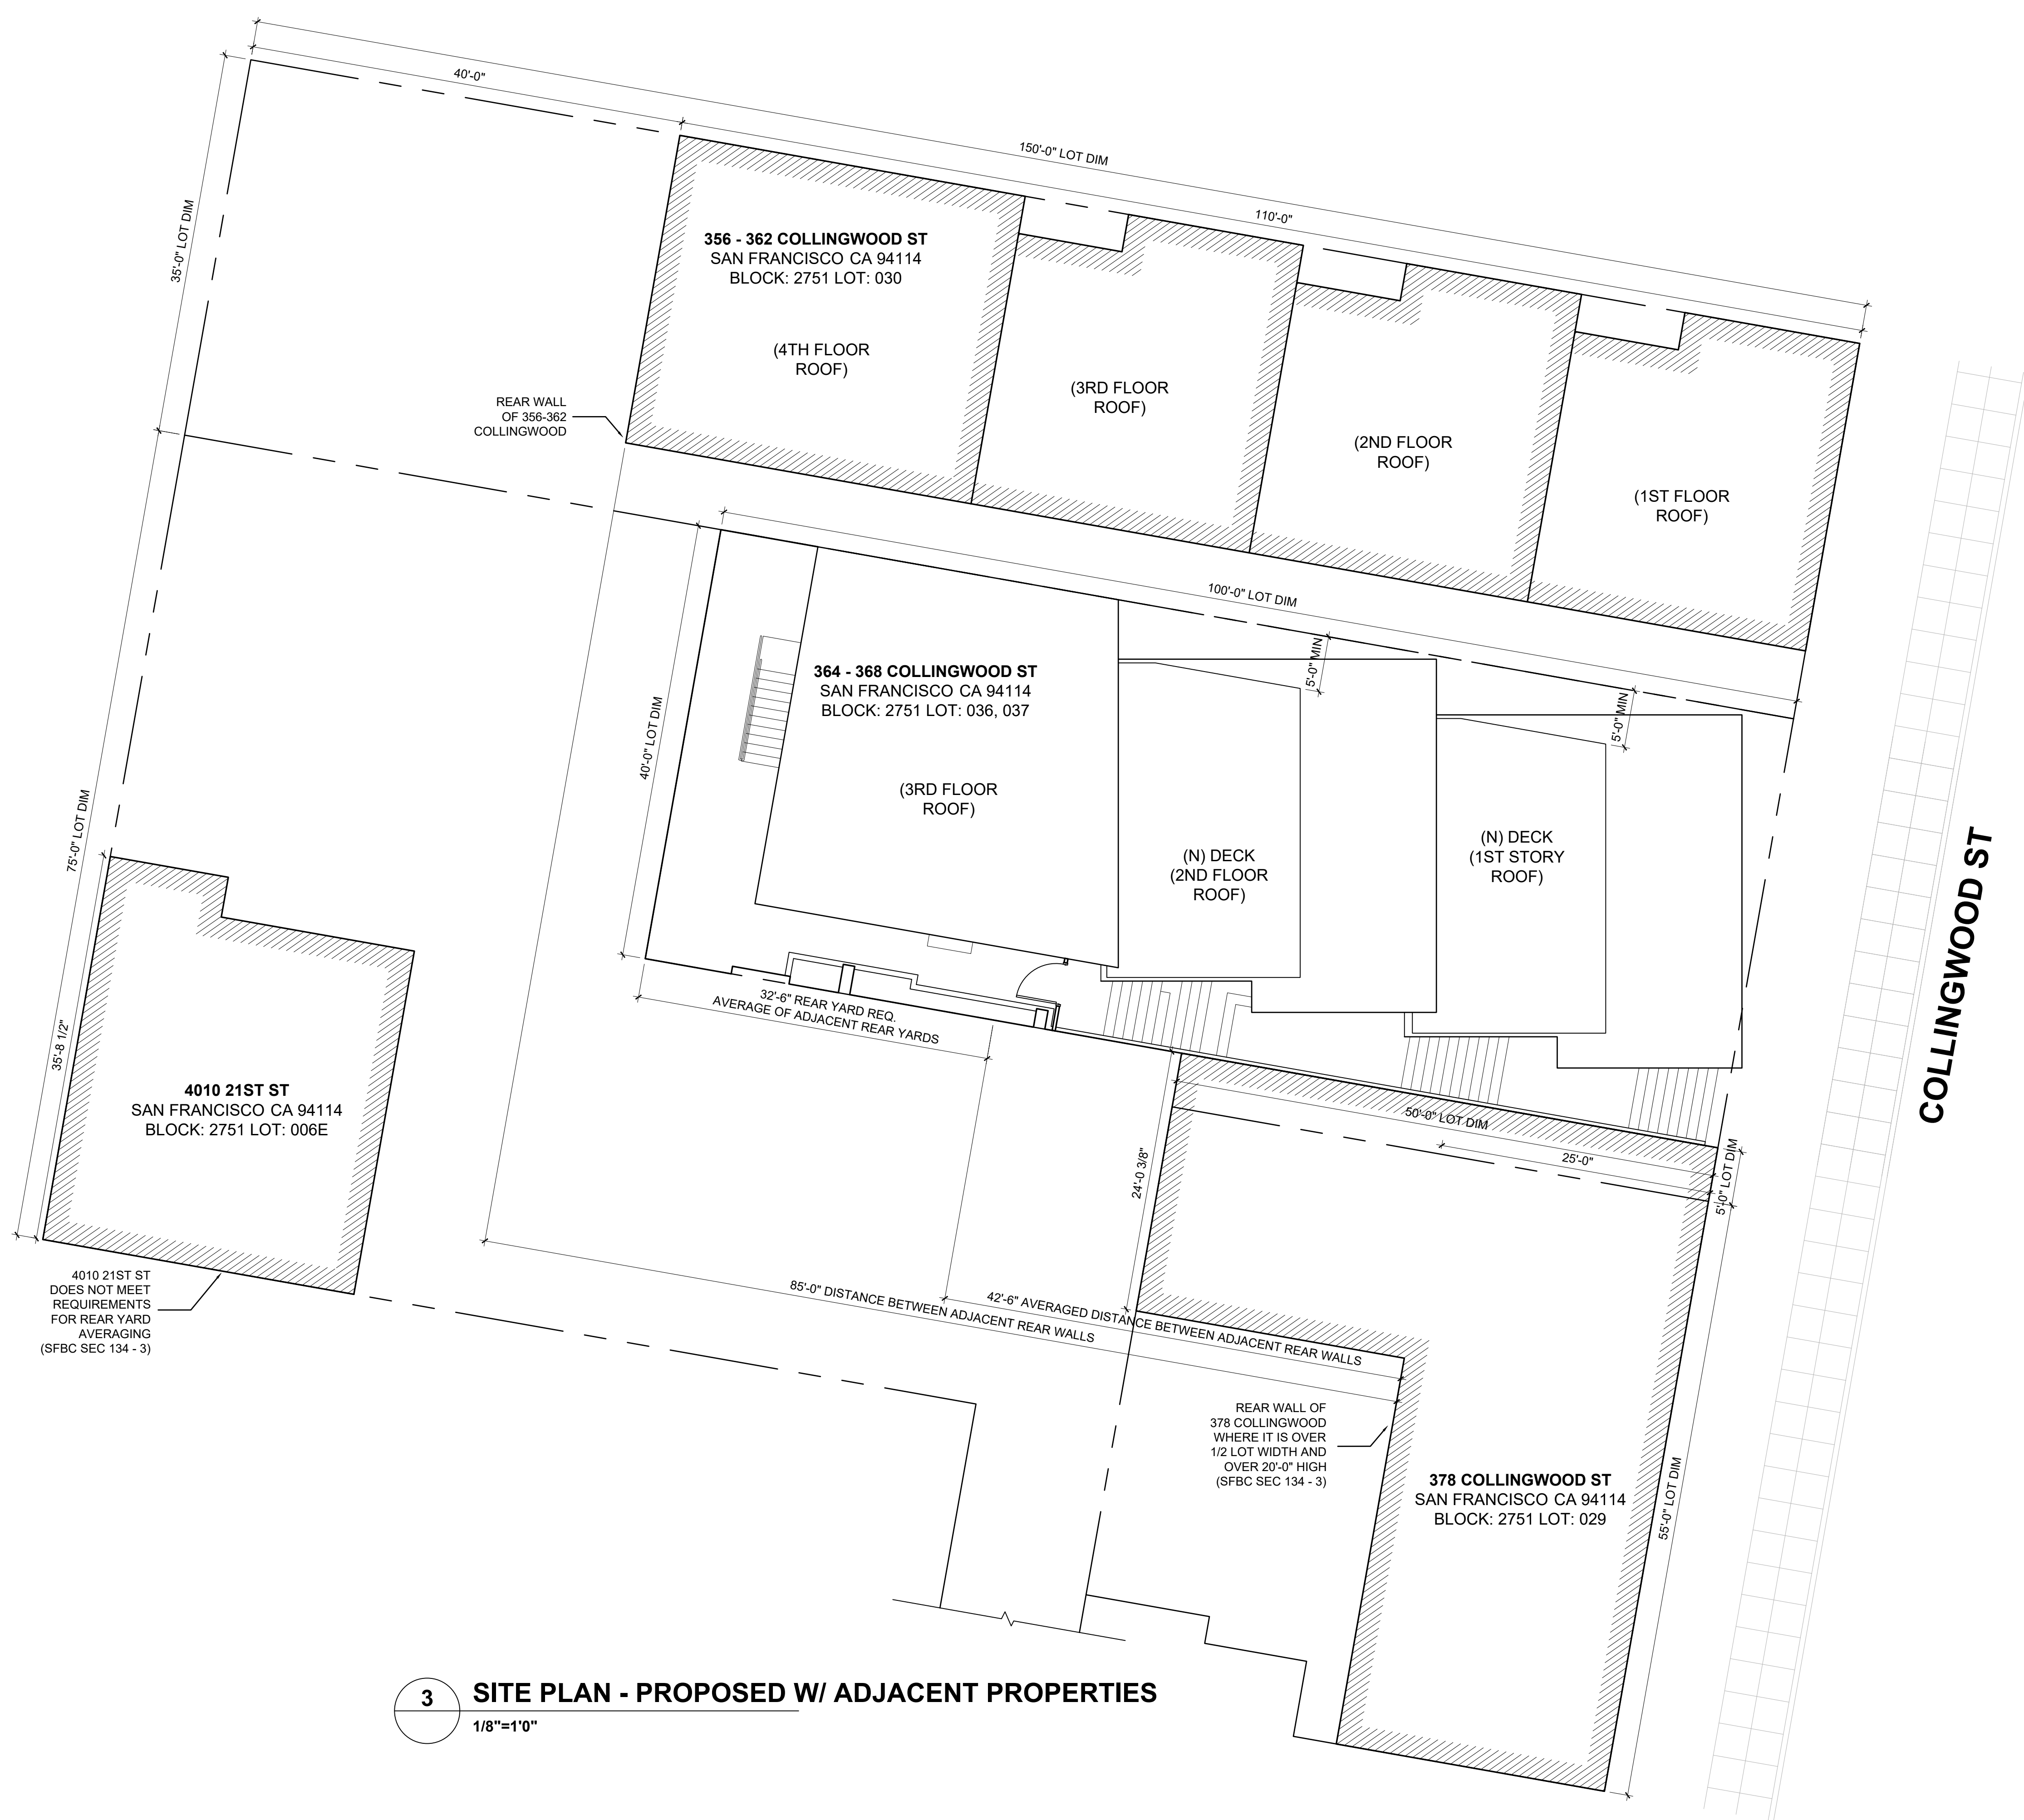 40'-0"
150'-0" LOT DIM
110'-0"
35'-0" LOT DIM
356 - 362 COLLINGWOOD ST
SAN FRANCISCO CA 94114
BLOCK: 2751 LOT: 030
(4TH FLOOR
ROOF)
(3RD FLOOR
ROOF)
(2ND FLOOR
ROOF)
(1ST FLOOR
ROOF)
REAR WALL
OF 356-362
COLLINGWOOD
100'-0" LOT DIM
5'-0" MIN
5'-0" MIN
364 - 368 COLLINGWOOD ST
SAN FRANCISCO CA 94114
BLOCK: 2751 LOT: 036, 037
(3RD FLOOR
ROOF)
40'-0" LOT DIM
(N) DECK
(2ND FLOOR
ROOF)
(N) DECK
(1ST STORY
ROOF)
COLLINGWOOD ST
75'-0" LOT DIM
35'-8 1/2"
32'-6" REAR YARD REQ.
AVERAGE OF ADJACENT REAR YARDS
4010 21ST ST
SAN FRANCISCO CA 94114
BLOCK: 2751 LOT: 006E
50'-0" LOT DIM
25'-0"
5'-0" LOT DIM
24'-0 3/8"
4010 21ST ST
DOES NOT MEET
REQUIREMENTS
FOR REAR YARD
AVERAGING
(SFBC SEC 134 - 3)
85'-0" DISTANCE BETWEEN ADJACENT REAR WALLS
42'-6" AVERAGED DISTANCE BETWEEN ADJACENT REAR WALLS
REAR WALL OF
378 COLLINGWOOD
WHERE IT IS OVER
1/2 LOT WIDTH AND
OVER 20'-0" HIGH
(SFBC SEC 134 - 3)
378 COLLINGWOOD ST
SAN FRANCISCO CA 94114
BLOCK: 2751 LOT: 029
55'-0" LOT DIM
3
SITE PLAN - PROPOSED W/ ADJACENT PROPERTIES
1/8"=1'0"